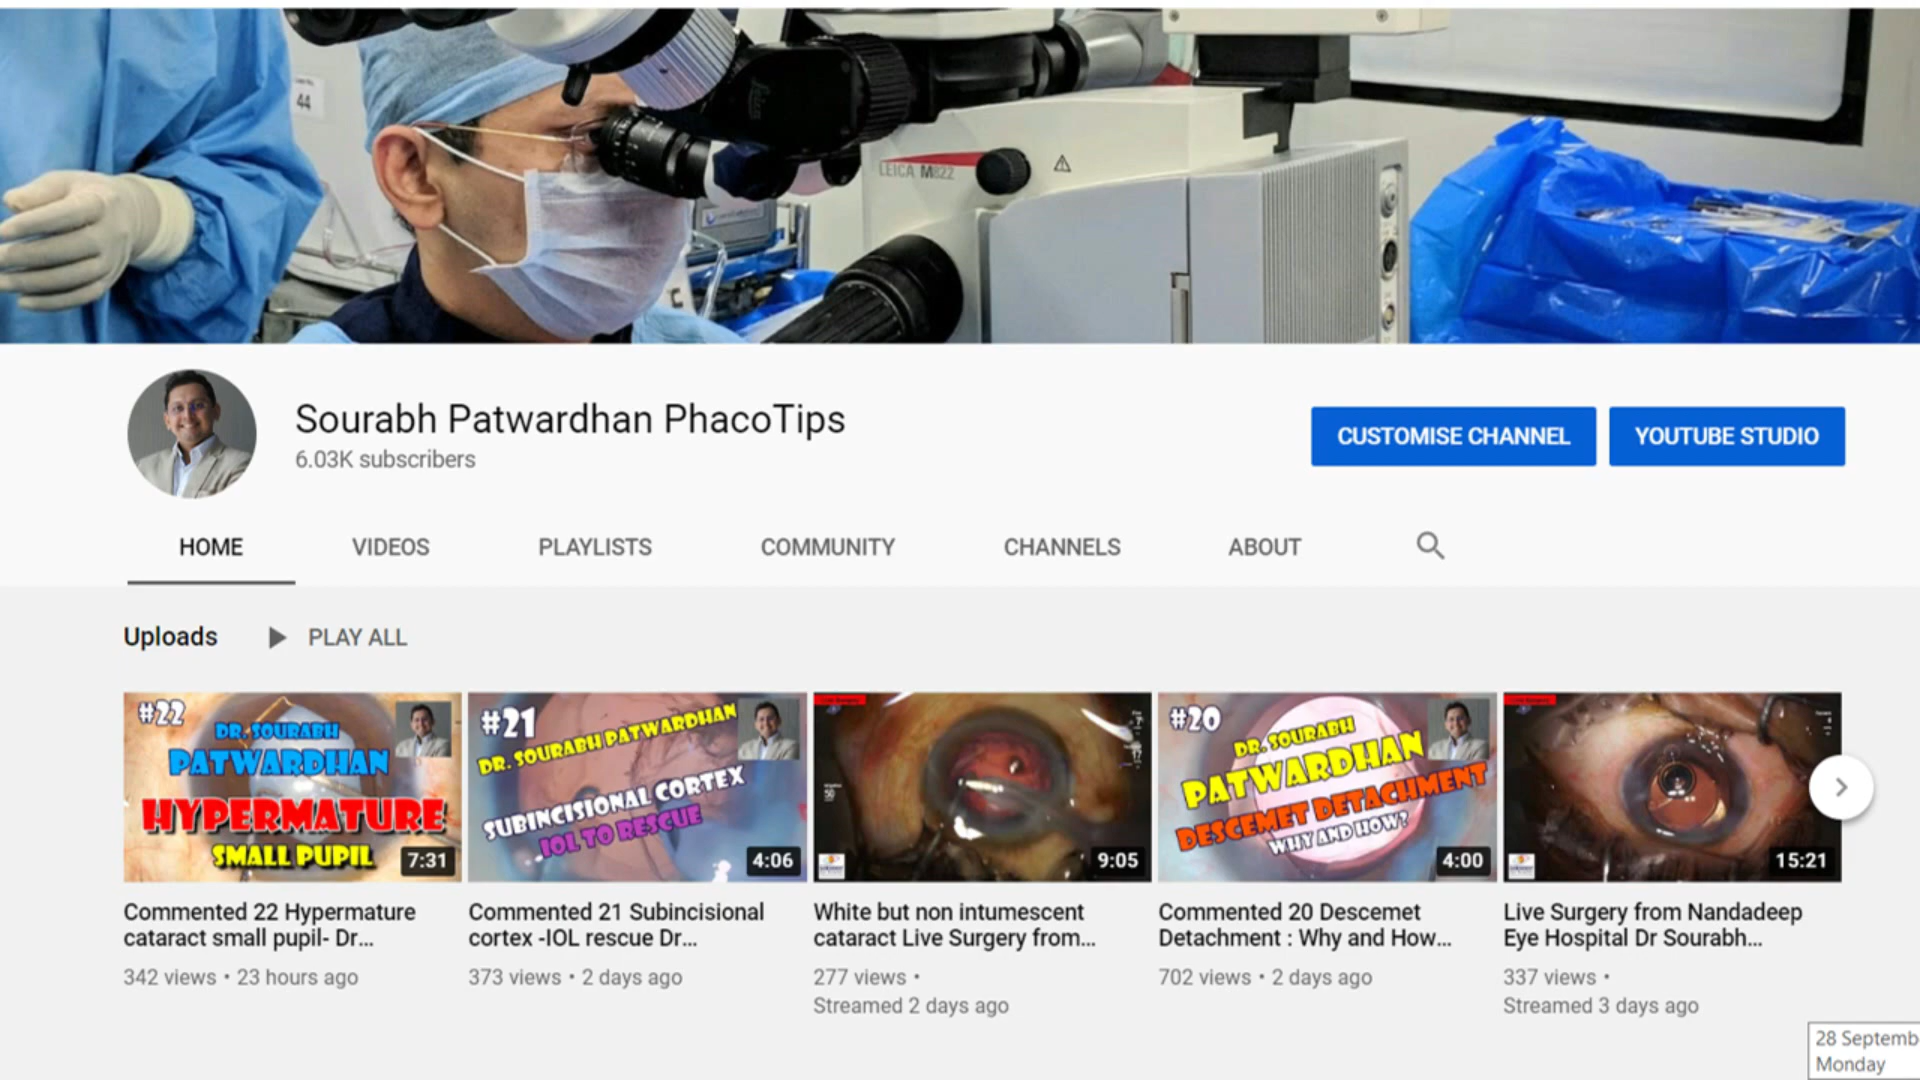 44
LEICA M822
Sourabh Patwardhan PhacoTips
6.03K subscribers
CUSTOMISE CHANNEL
YOUTUBE STUDIO
HOME
VIDEOS
PLAYLISTS
COMMUNITY
CHANNELS
ABOUT
Uploads
PLAY ALL
#22
DR. SOURABH
PATWARDHAN
HYPERMATURE
SMALL PUPIL
7:31
Commented 22 Hypermature
cataract small pupil- Dr...
342 views • 23 hours ago
#21
DR. SOURABH PATWARDHAN
SUBINCISIONAL CORTEX
IOL TO RESCUE
4:06
Commented 21 Subincisional
cortex -IOL rescue Dr...
373 views • 2 days ago
50
9:05
White but non intumescent
cataract Live Surgery from...
277 views •
Streamed 2 days ago
#20
DR. SOURABH
PATWARDHAN
DESCEMET DETACHMENT
WHY AND HOW?
4:00
Commented 20 Descemet
Detachment : Why and How...
702 views • 2 days ago
15:21
Live Surgery from Nandadeep
Eye Hospital Dr Sourabh...
337 views •
Streamed 3 days ago
28 Septemb
Monday